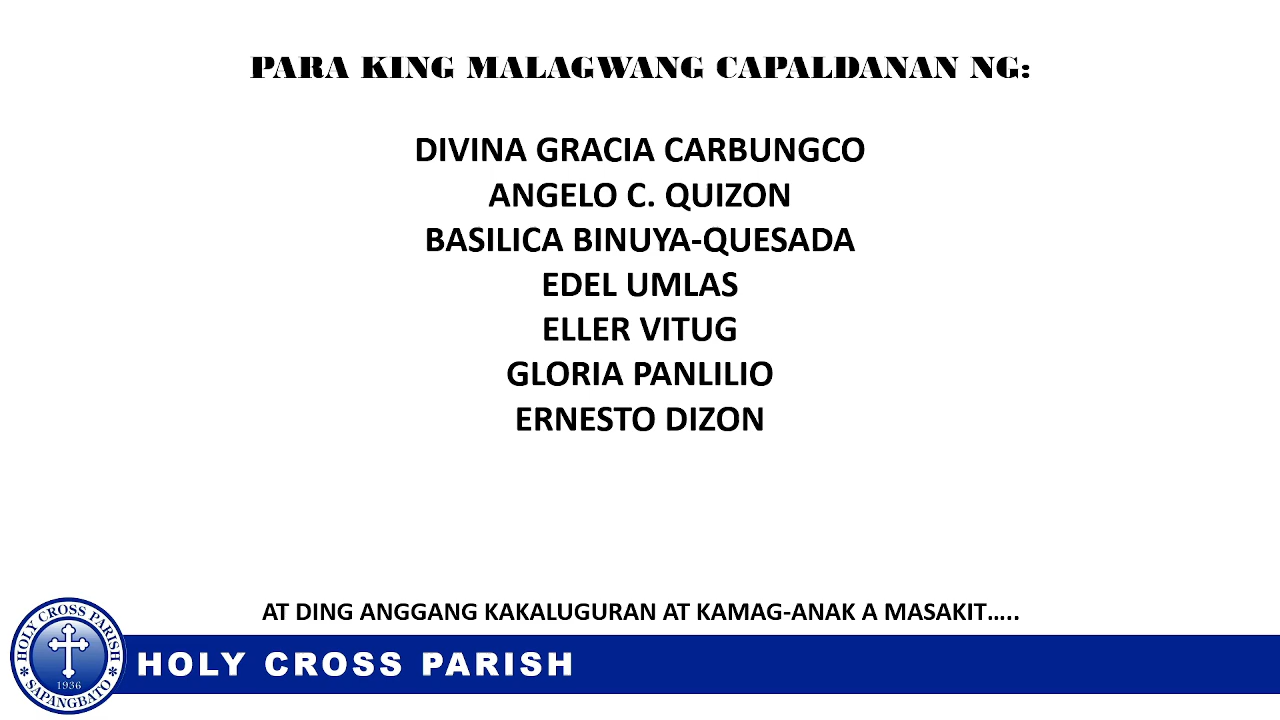 PARA KING MALAGWANG CAPALDANAN NG:
DIVINA GRACIA CARBUNGCO
ANGELO C. QUIZON
BASILICA BINUYA-QUESADA
EDEL UMLAS
ELLER VITUG
GLORIA PANLILIO
ERNESTO DIZON
AT DING ANGGANG KAKALUGURAN AT KAMAG-ANAK A MASAKIT.....
HOLY CROSS PARISH
1936
SAPANGBATO
HOLY CROSS PARISH